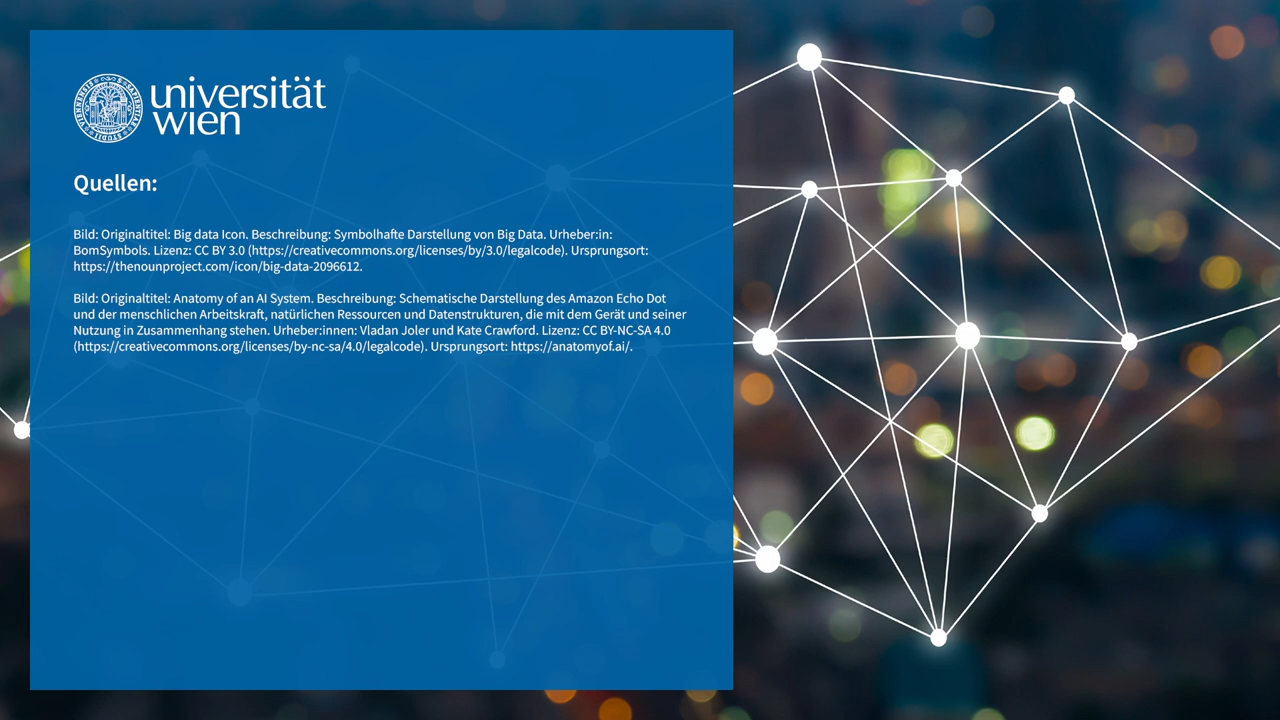 universität
wien
Quellen:
Bild: Originaltitel: Big data Icon. Beschreibung: Symbolhafte Darstellung von Big Data. Urheber:in:
BomSymbols. Lizenz: CC BY 3.0 (https://creativecommons.org/licenses/by/3.0/legalcode). Ursprungsort:
https://thenounproject.com/icon/big-data-2096612.
Bild: Originaltitel: Anatomy of an AI System. Beschreibung: Schematische Darstellung des Amazon Echo Dot
und der menschlichen Arbeitskraft, natürlichen Ressourcen und Datenstrukturen, die mit dem Gerät und seiner
Nutzung in Zusammenhang stehen. Urheber:innen: Vladan Joler und Kate Crawford. Lizenz: CC BY-NC-SA 4.0
(https://creativecommons.org/licenses/by-nc-sa/4.0/legalcode). Ursprungsort: https://anatomyof.ai/.